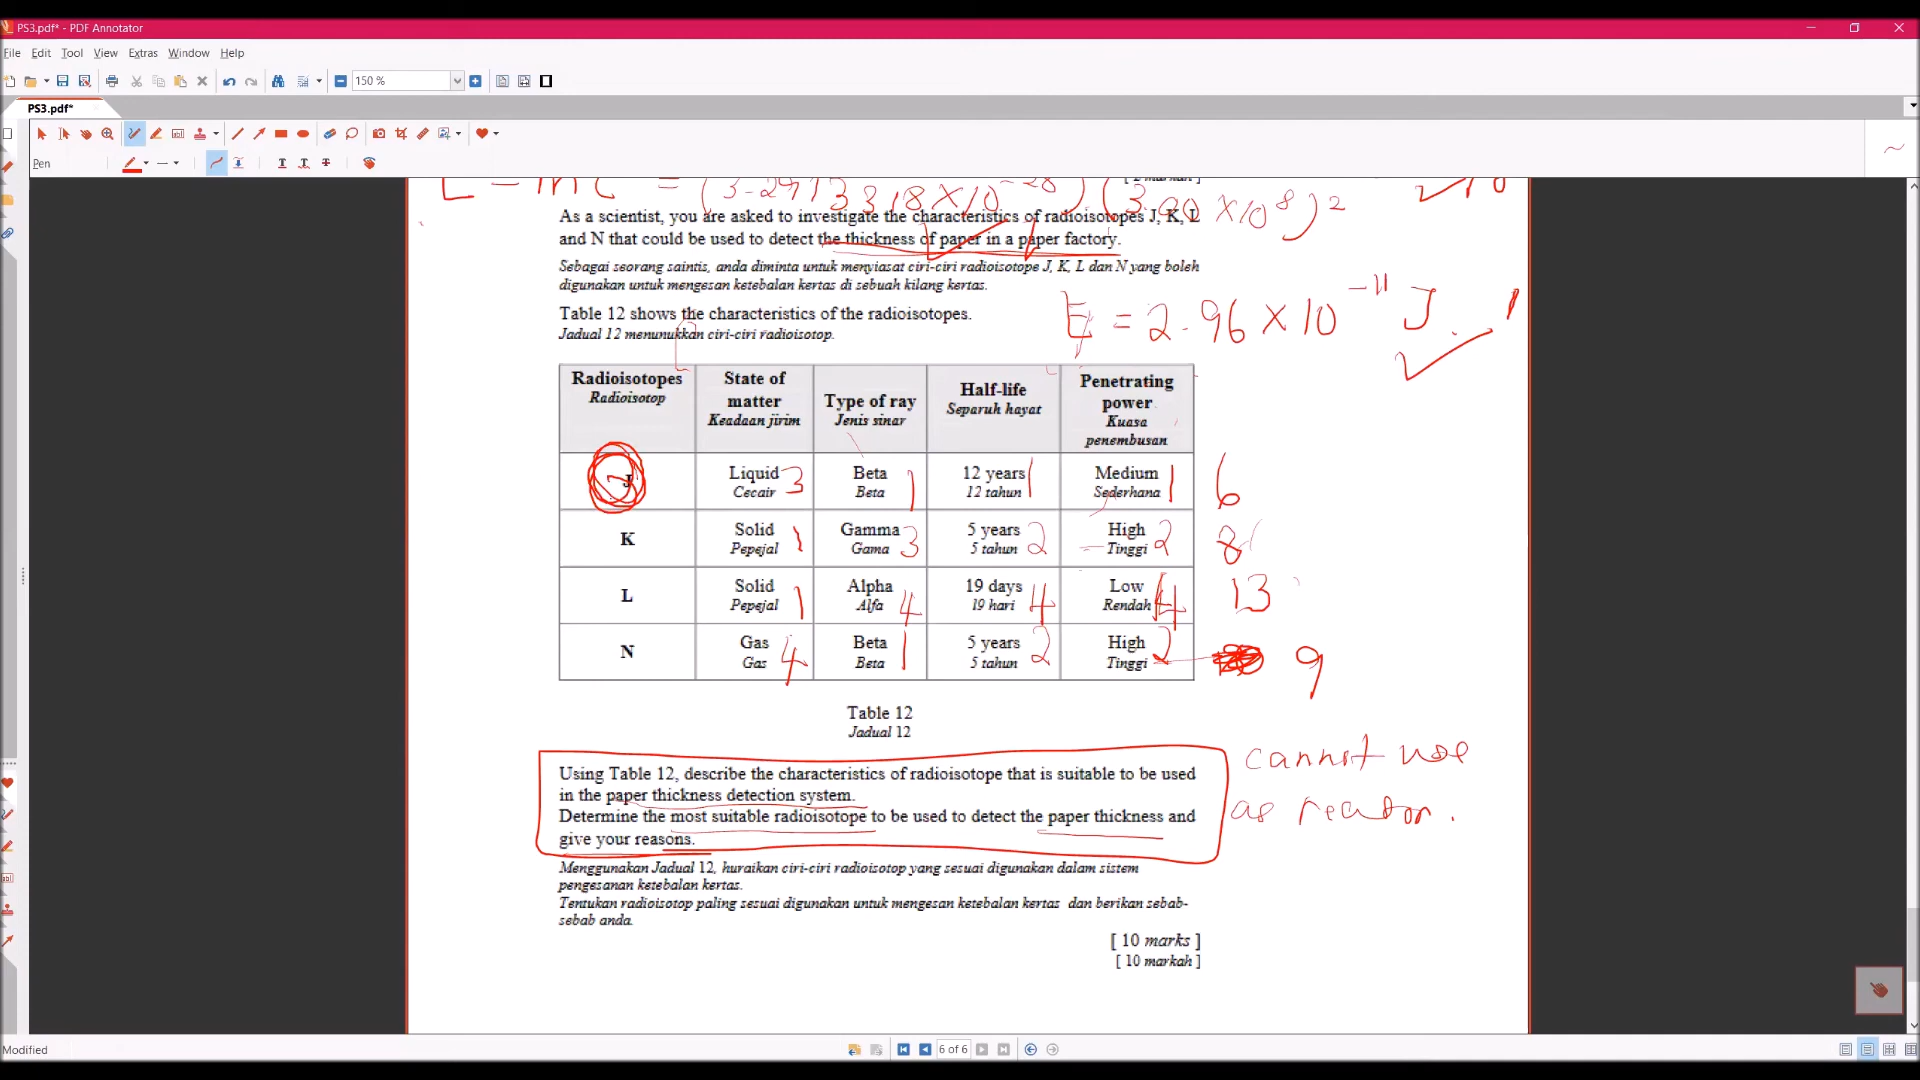 PS3.pdf* - PDF Annotator
File Edit Tool View Extras Window Help
150 %
PS3.pdf*
Pen
= (3.2913318 × 10⁻²⁸) (3.00 × 10⁸)²
As a scientist, you are asked to investigate the characteristics of radioisotopes J, K, L
and N that could be used to detect the thickness of paper in a paper factory.
Sebagai seorang saintis, anda diminta untuk menyiasat ciri-ciri radioisotope J, K, L dan N yang boleh
digunakan untuk mengesan ketebalan kertas di sebuah kilang kertas.
E = 2.96 × 10⁻¹¹ J
Table 12 shows the characteristics of the radioisotopes.
Jadual 12 menunukkan ciri-ciri radioisotop.
Radioisotopes
Radioisotop
State of
matter
Keadaan jirim
Type of ray
Jenis sinar
Half-life
Separuh hayat
Penetrating
power
Kuasa
penembusan
J Liquid 3 Beta 1 12 years 1 Medium 1 6
Cecair Beta 12 tahun Sederhana
K Solid 1 Gamma 3 5 years 2 High 2 8
Pepejal Gama 5 tahun Tinggi
L Solid 1 Alpha 4 19 days 4 Low 4 13
Pepejal Alfa 19 hari Rendah
N Gas 4 Beta 1 5 years 2 High 2 9
Gas Beta 5 tahun Tinggi
Table 12
Jadual 12
Using Table 12, describe the characteristics of radioisotope that is suitable to be used
in the paper thickness detection system.
Determine the most suitable radioisotope to be used to detect the paper thickness and
give your reasons.
cannot use
as reason.
Menggunakan Jadual 12, huraikan ciri-ciri radioisotop yang sesuai digunakan dalam sistem
pengesanan ketebalan kertas.
Tentukan radioisotop paling sesuai digunakan untuk mengesan ketebalan kertas dan berikan sebab-
sebab anda.
[ 10 marks ]
[ 10 markah ]
Modified
6 of 6